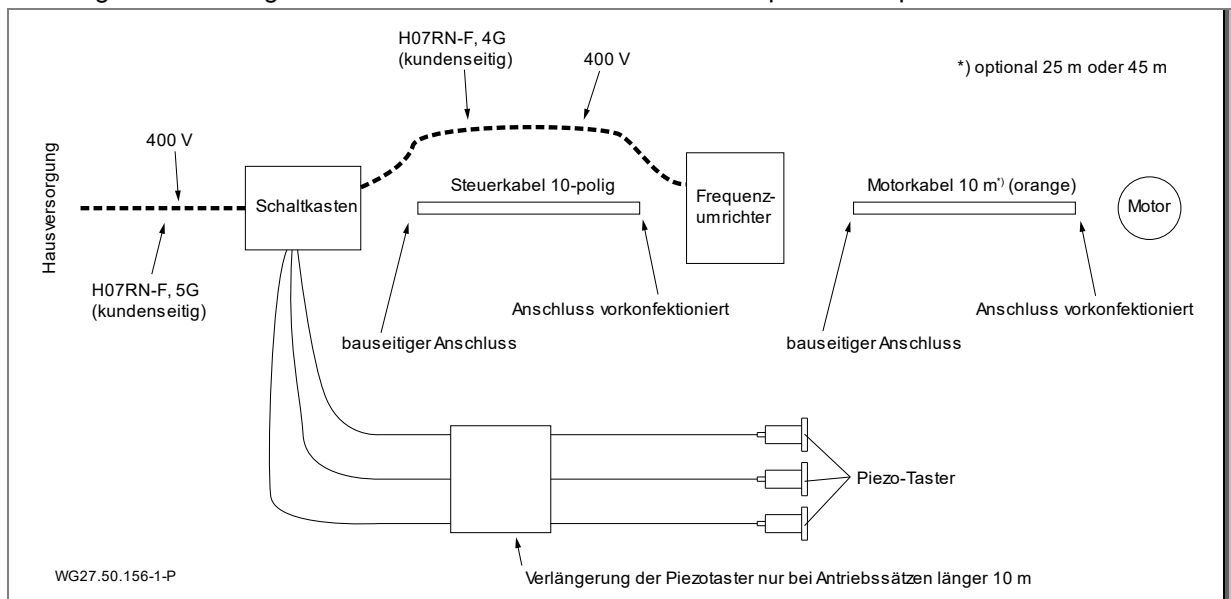 H07RN-F, 4G
(kundenseitig)
400 V
*) optional 25 m oder 45 m
400 V
Hausversorgung
Schaltkasten
Steuerkabel 10-polig
Frequenz-
umrichter
Motorkabel 10 m*) (orange)
Motor
H07RN-F, 5G
(kundenseitig)
Anschluss vorkonfektioniert
bauseitiger Anschluss
Anschluss vorkonfektioniert
bauseitiger Anschluss
Piezo-Taster
Verlängerung der Piezotaster nur bei Antriebssätzen länger 10 m
WG27.50.156-1-P